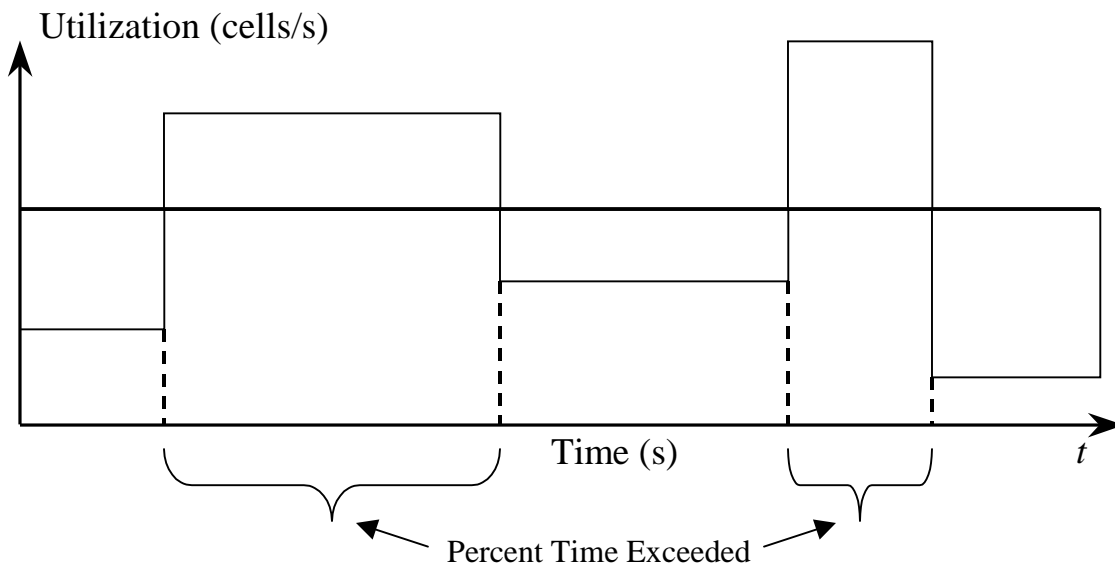 Utilization (cells/s)
Time (s)
t
Percent Time Exceeded